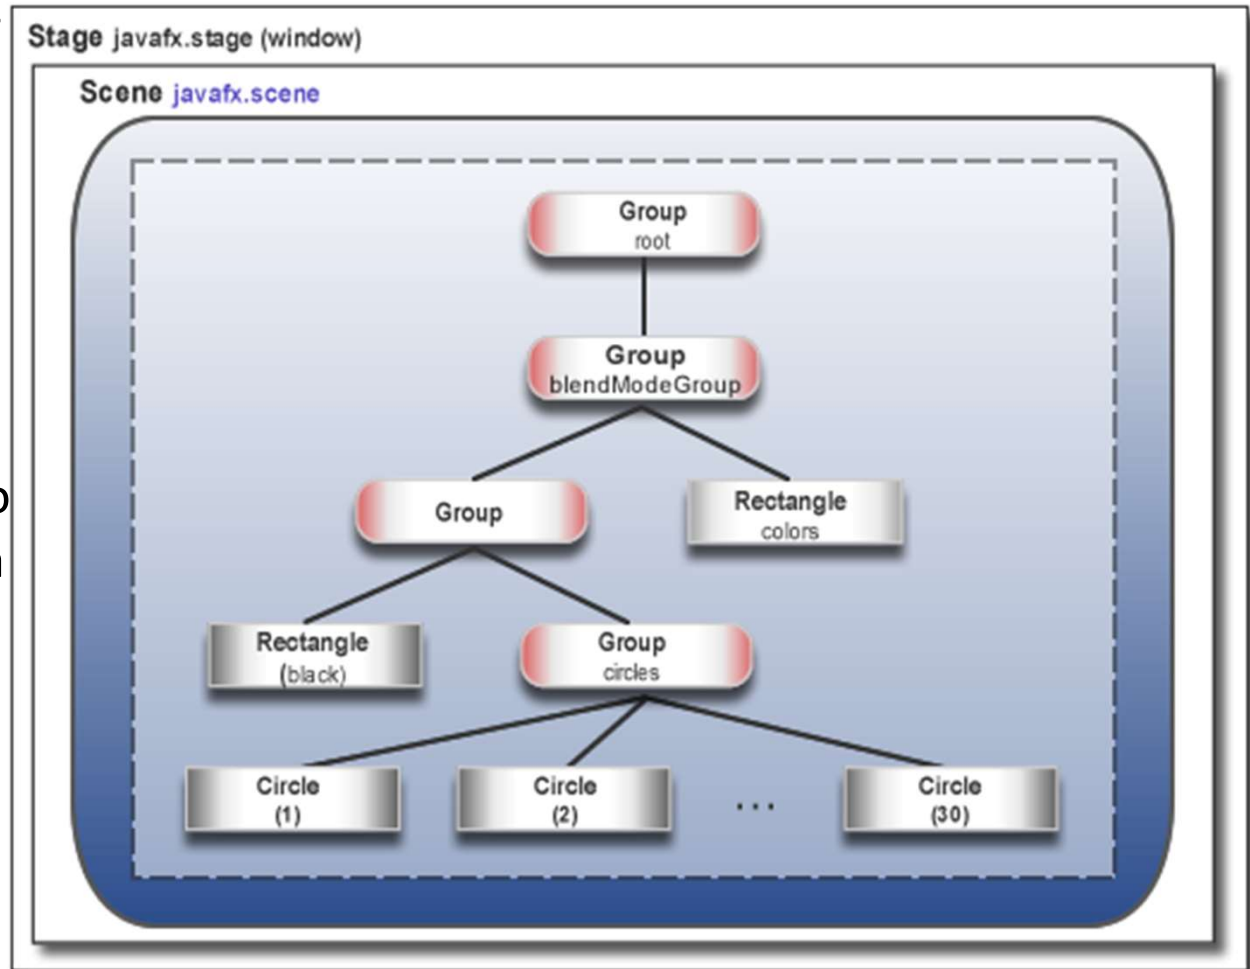 Stage javafx.stage (window)
Scene javafx.scene
Group
root
Group
blendModeGroup
Group
Rectangle
colors
Rectangle
(black)
Group
circles
Circle
(1)
Circle
(2)
...
Circle
(30)